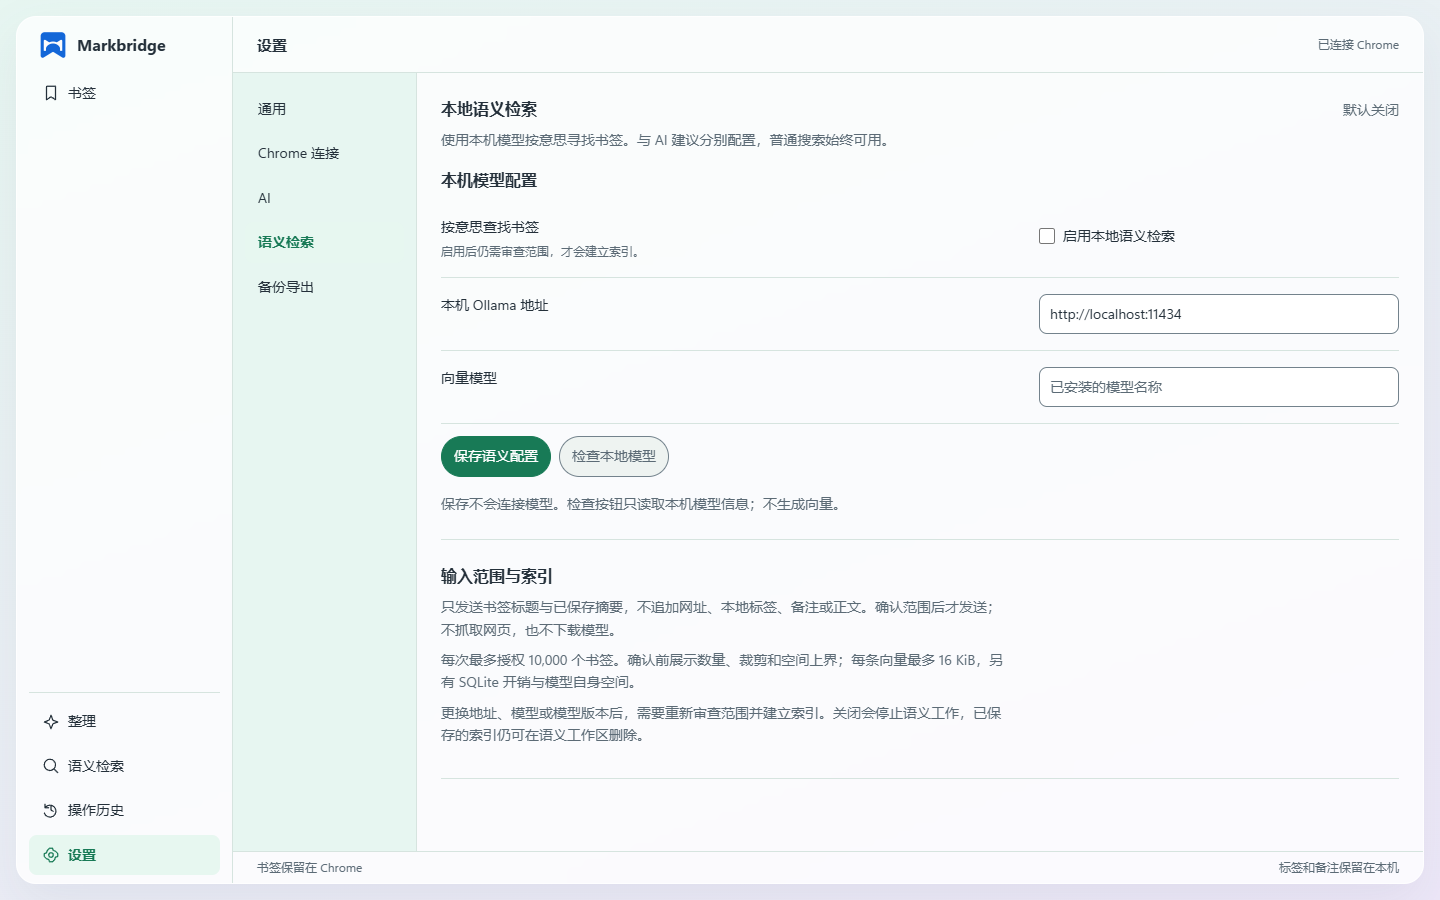 Markbridge
书签
整理
语义检索
操作历史
设置
设置
已连接 Chrome
通用
Chrome 连接
AI
语义检索
备份导出
本地语义检索
默认关闭
使用本机模型按意思寻找书签。与 AI 建议分别配置，普通搜索始终可用。
本机模型配置
按意思查找书签
启用后仍需审查范围，才会建立索引。
启用本地语义检索
本机 Ollama 地址
http://localhost:11434
向量模型
已安装的模型名称
保存语义配置
检查本地模型
保存不会连接模型。检查按钮只读取本机模型信息；不生成向量。
输入范围与索引
只发送书签标题与已保存摘要，不追加网址、本地标签、备注或正文。确认范围后才发送；
不抓取网页，也不下载模型。
每次最多授权 10,000 个书签。确认前展示数量、裁剪和空间上界；每条向量最多 16 KiB，另
有 SQLite 开销与模型自身空间。
更换地址、模型或模型版本后，需要重新审查范围并建立索引。关闭会停止语义工作，已保
存的索引仍可在语义工作区删除。
书签保留在 Chrome
标签和备注保留在本机